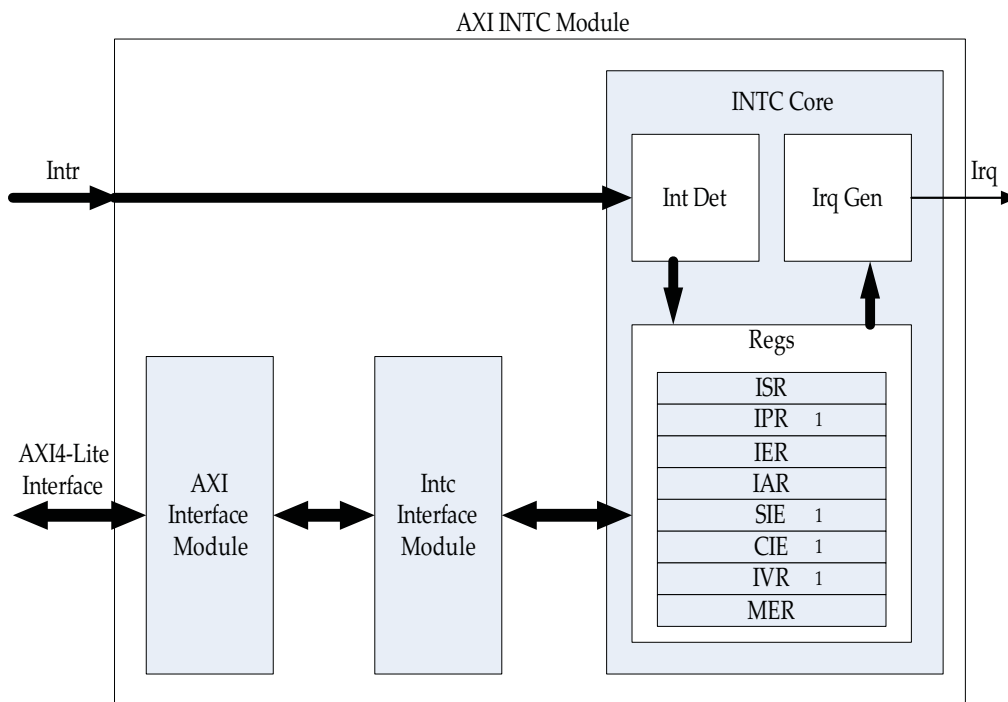 AXI INTC Module
INTC Core
Intr
Int Det
Irq Gen
Irq
Regs
ISR
IPR 1
IER
IAR
SIE 1
CIE 1
IVR 1
MER
AXI4-Lite
Interface
AXI
Interface
Module
Intc
Interface
Module